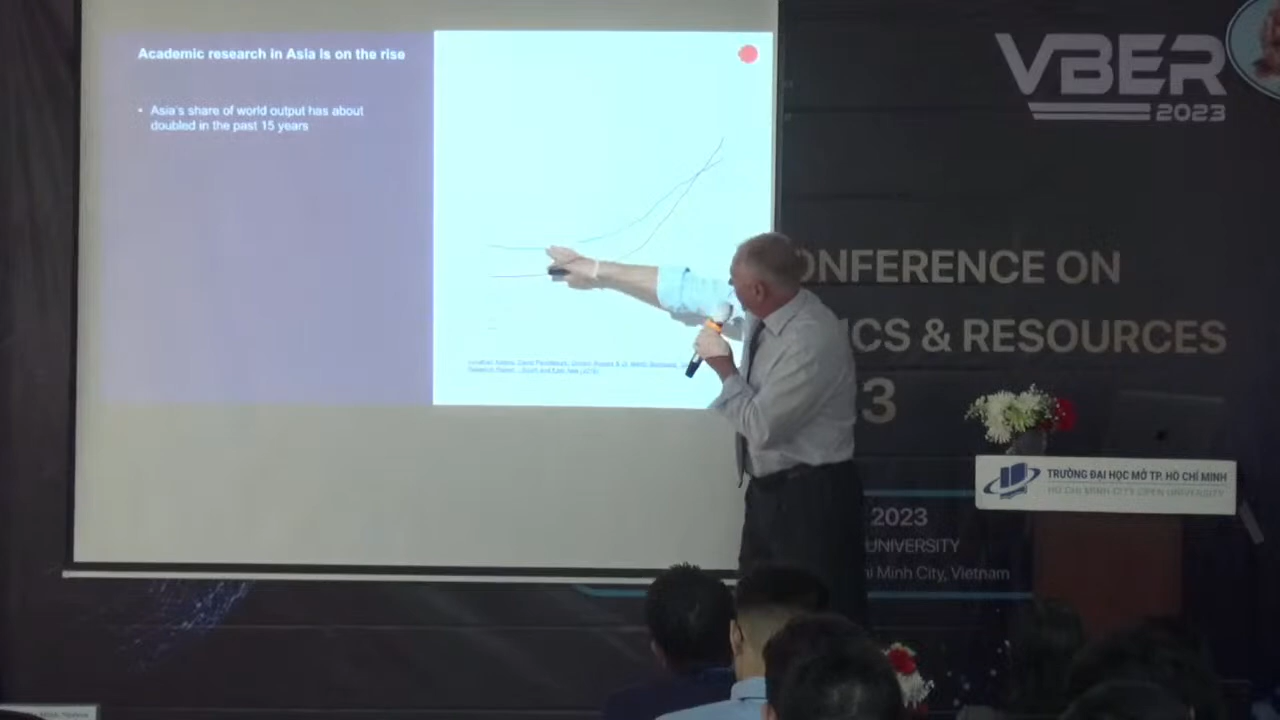 Academic research in Asia is on the rise
• Asia's share of world output has about
doubled in the past 15 years
VBER
2023
ONFERENCE ON
ICS & RESOURCES
3
TRƯỜNG ĐẠI HỌC MỞ TP. HỒ CHÍ MINH
HO CHI MINH CITY OPEN UNIVERSITY
2023
UNIVERSITY
hi Minh City, Vietnam